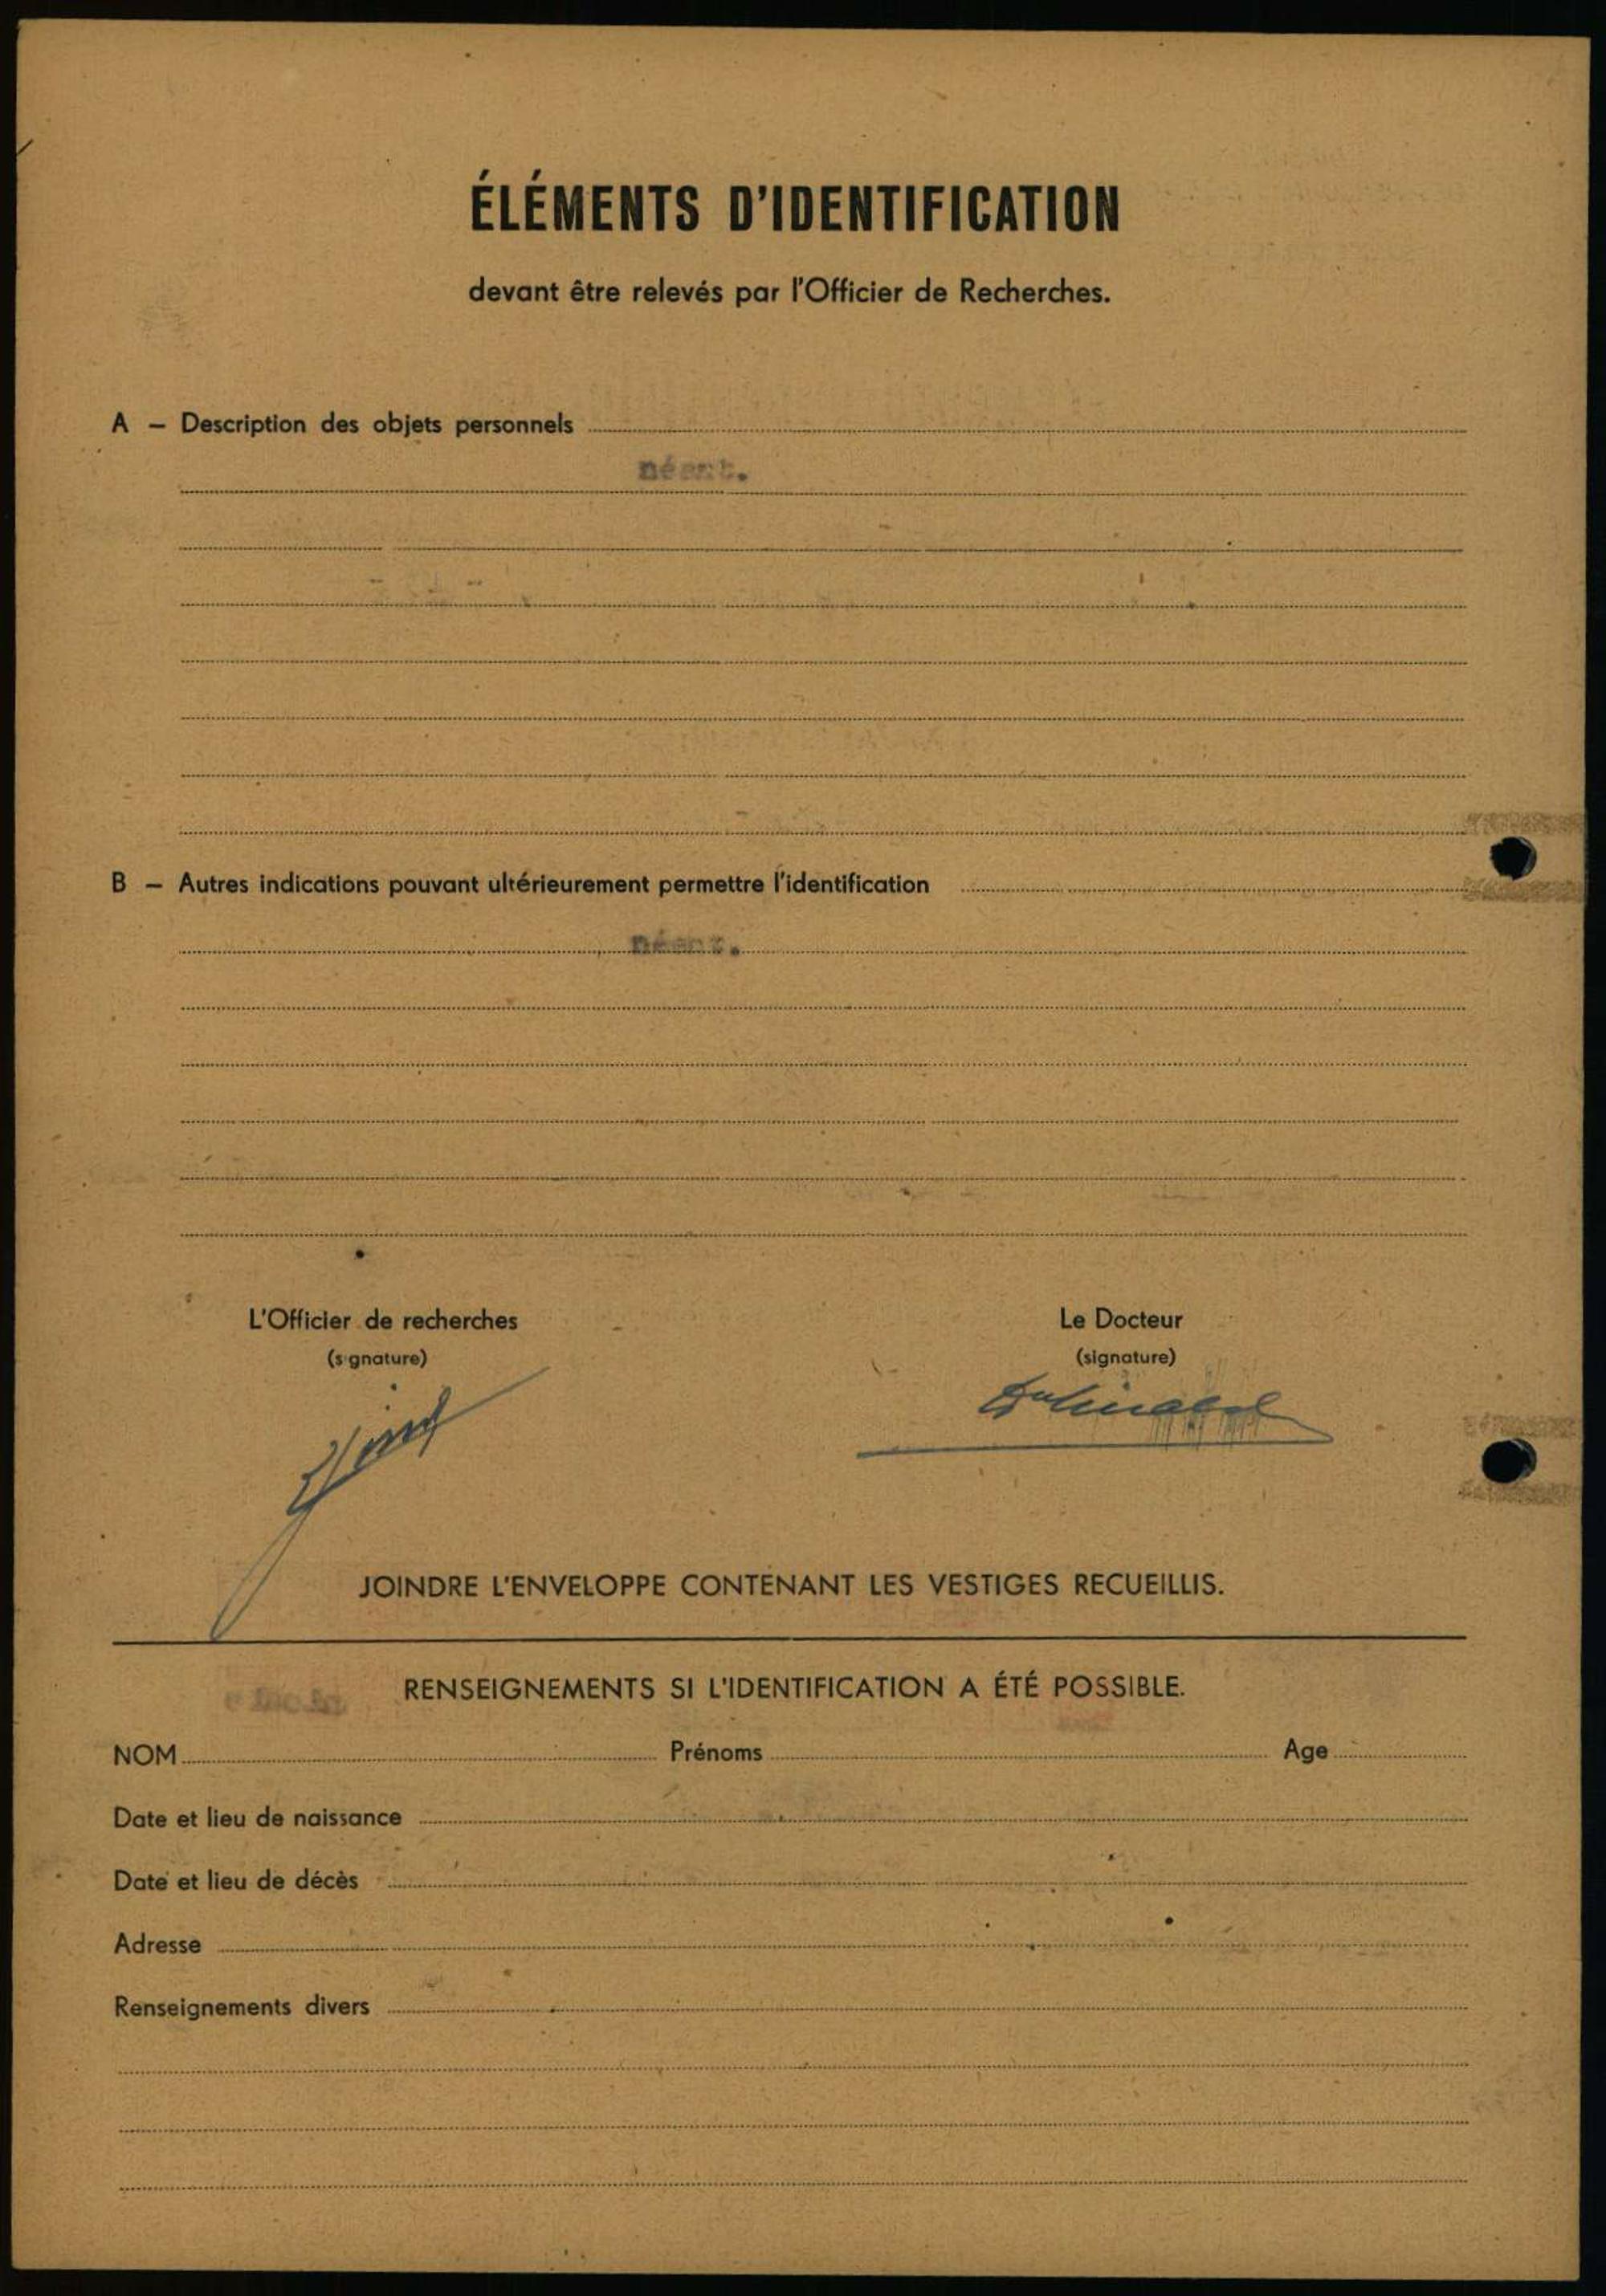 ÉLÉMENTS D'IDENTIFICATION
devant être relevés par l'Officier de Recherches.
A – Description des objets personnels
néant.
B – Autres indications pouvant ultérieurement permettre l'identification
néant.
L'Officier de recherches Le Docteur
(signature) (signature)
JOINDRE L'ENVELOPPE CONTENANT LES VESTIGES RECUEILLIS.
RENSEIGNEMENTS SI L'IDENTIFICATION A ÉTÉ POSSIBLE.
NOM Prénoms Age
Date et lieu de naissance
Date et lieu de décès
Adresse
Renseignements divers